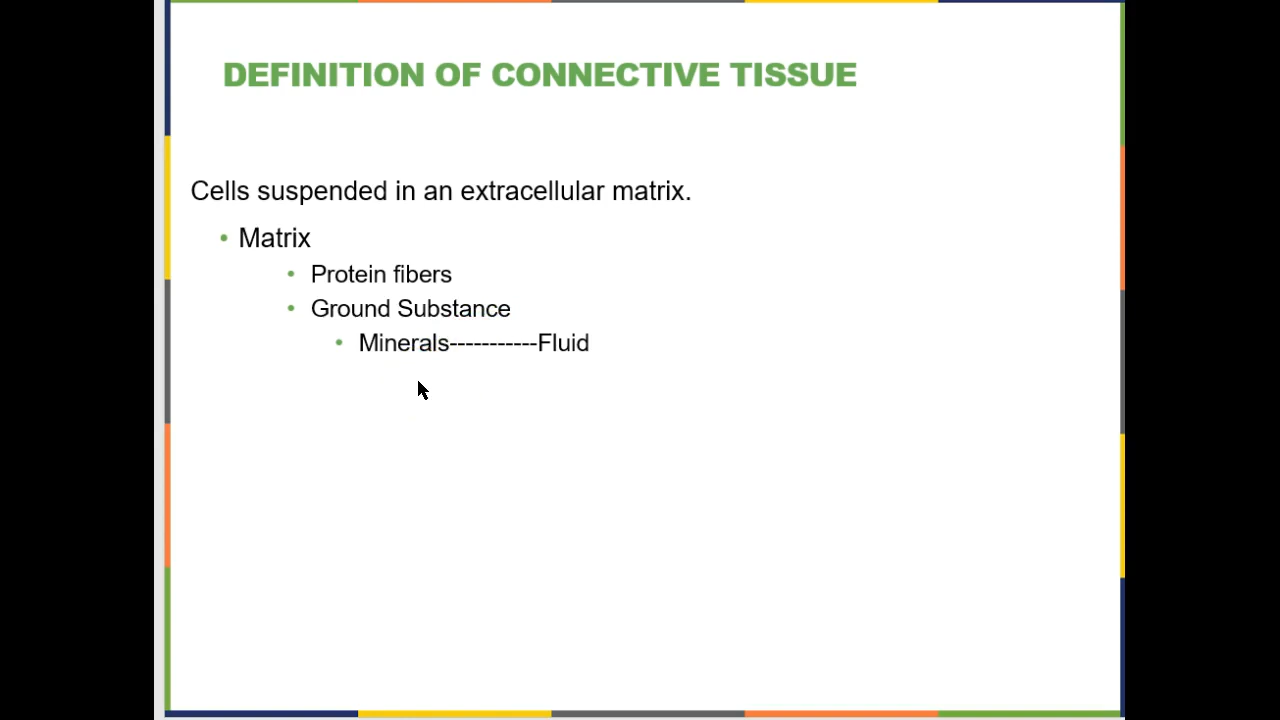 DEFINITION OF CONNECTIVE TISSUE
Cells suspended in an extracellular matrix.
• Matrix
• Protein fibers
• Ground Substance
• Minerals-----------Fluid